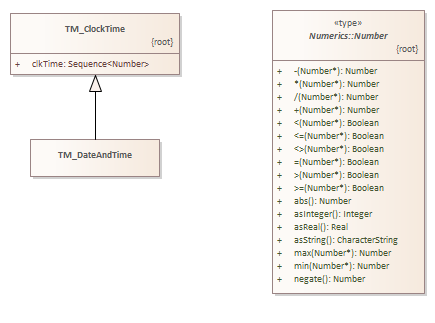 TM_ClockTime
{root}
+ clkTime: Sequence<Number>
TM_DateAndTime
«type»
Numerics::Number
{root}
+ -(Number*): Number
+ *(Number*): Number
+ /(Number*): Number
+ +(Number*): Number
+ <(Number*): Boolean
+ <=(Number*): Boolean
+ <>(Number*): Boolean
+ =(Number*): Boolean
+ >(Number*): Boolean
+ >=(Number*): Boolean
+ abs(): Number
+ asInteger(): Integer
+ asReal(): Real
+ asString(): CharacterString
+ max(Number*): Number
+ min(Number*): Number
+ negate(): Number